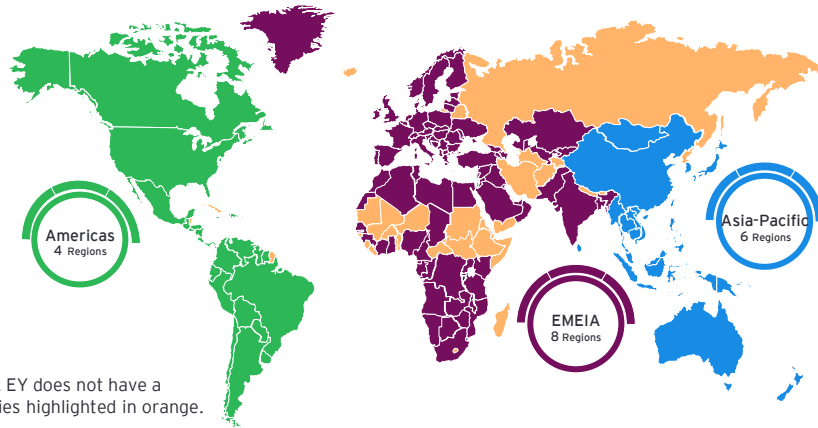 Americas
4 Regions
Asia-Pacific
6 Regions
EMEIA
8 Regions
EY does not have a
ies highlighted in orange.